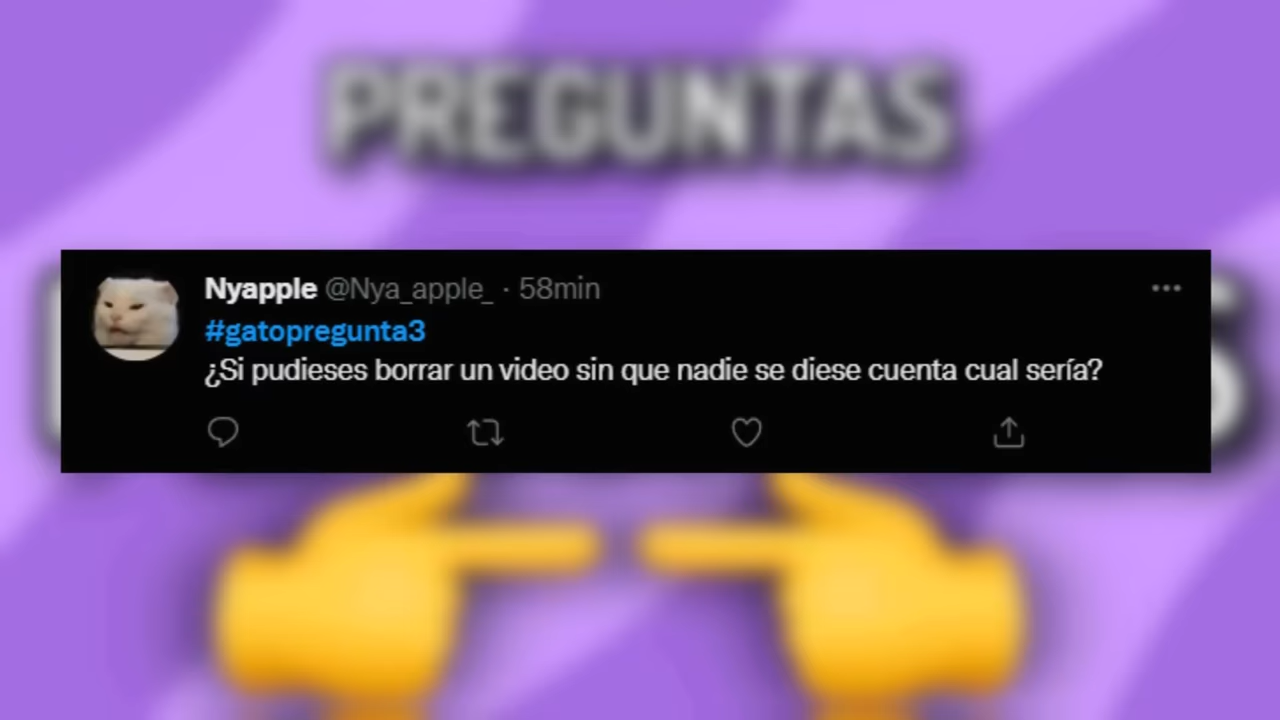 PREGUNTAS
Nyapple @Nya_apple_ · 58min
#gatopregunta3
¿Si pudieses borrar un video sin que nadie se diese cuenta cual sería?